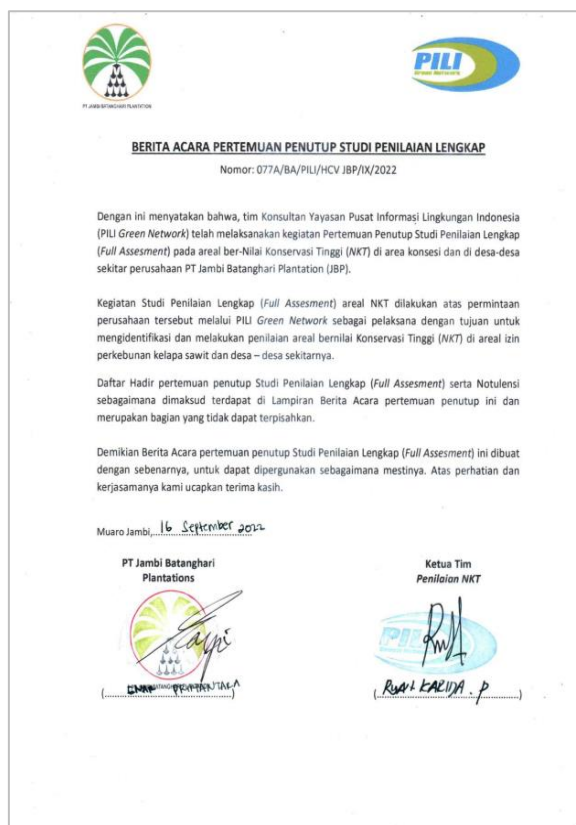 PT JAMBI BATANGHARI PLANTATION
PILI
Green Network
BERITA ACARA PERTEMUAN PENUTUP STUDI PENILAIAN LENGKAP
Nomor: 077A/BA/PILI/HCV JBP/IX/2022
Dengan ini menyatakan bahwa, tim Konsultan Yayasan Pusat Informasi Lingkungan Indonesia
(PILI Green Network) telah melaksanakan kegiatan Pertemuan Penutup Studi Penilaian Lengkap
(Full Assesment) pada areal ber-Nilai Konservasi Tinggi (NKT) di area konsesi dan di desa-desa
sekitar perusahaan PT Jambi Batanghari Plantation (JBP).
Kegiatan Studi Penilaian Lengkap (Full Assesment) areal NKT dilakukan atas permintaan
perusahaan tersebut melalui PILI Green Network sebagai pelaksana dengan tujuan untuk
mengidentifikasi dan melakukan penilaian areal bernilai Konservasi Tinggi (NKT) di areal izin
perkebunan kelapa sawit dan desa – desa sekitarnya.
Daftar Hadir pertemuan penutup Studi Penilaian Lengkap (Full Assesment) serta Notulensi
sebagaimana dimaksud terdapat di Lampiran Berita Acara pertemuan penutup ini dan
merupakan bagian yang tidak dapat terpisahkan.
Demikian Berita Acara pertemuan penutup Studi Penilaian Lengkap (Full Assesment) ini dibuat
dengan sebenarnya, untuk dapat dipergunakan sebagaimana mestinya. Atas perhatian dan
kerjasamanya kami ucapkan terima kasih.
Muaro Jambi, 16 September 2022
PT Jambi Batanghari
Plantations
Ketua Tim
Penilaian NKT
PILI